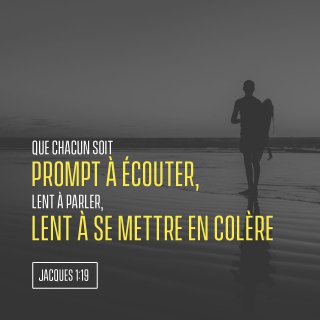 QUE CHACUN SOIT
PROMPT À ÉCOUTER,
LENT À PARLER,
LENT À SE METTRE EN COLÈRE
JACQUES 1:19